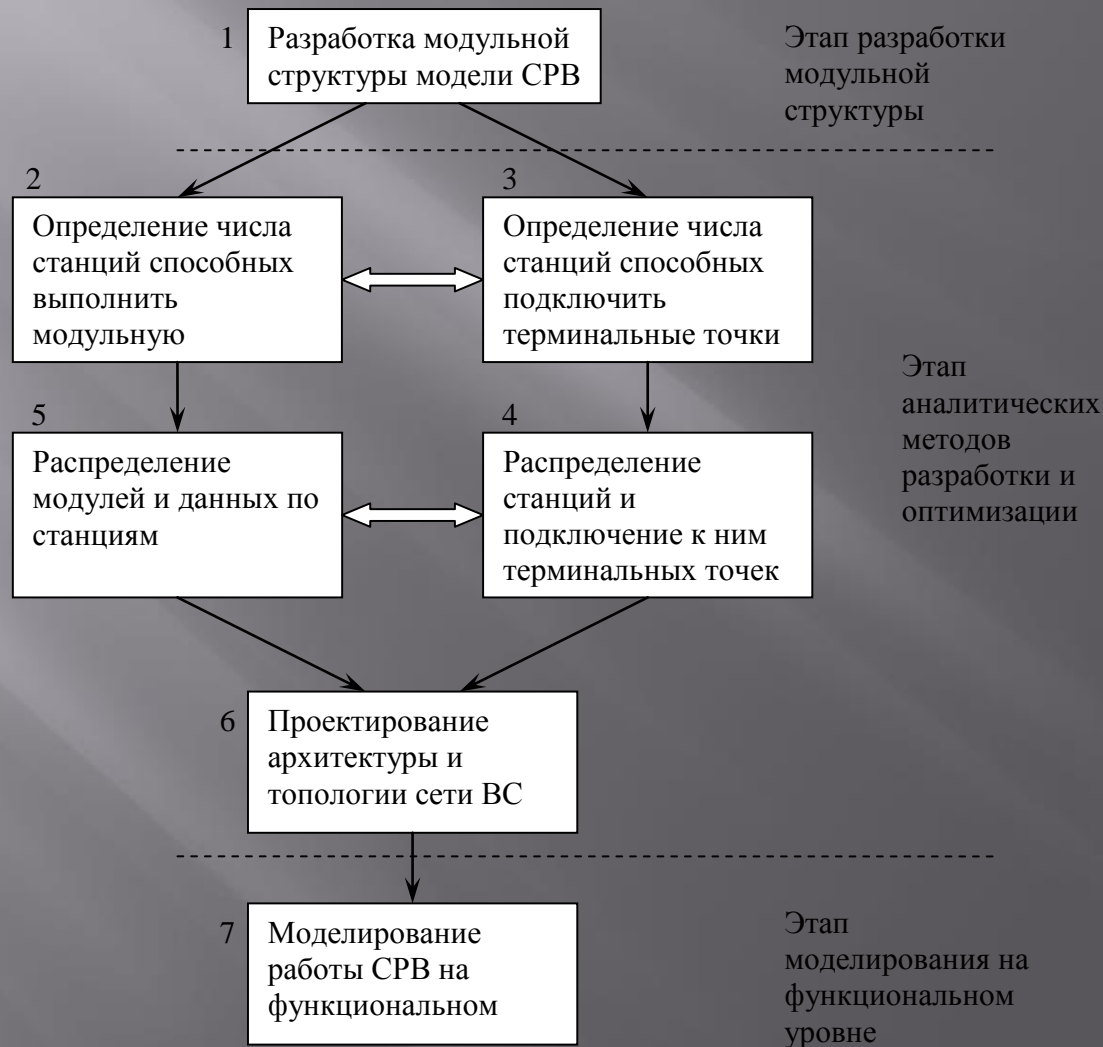 1
Разработка модульной
структуры модели СРВ
Этап разработки
модульной
структуры
2
Определение числа
станций способных
выполнить
модульную
3
Определение числа
станций способных
подключить
терминальные точки
Этап
аналитических
методов
разработки и
оптимизации
5
Распределение
модулей и данных по
станциям
4
Распределение
станций и
подключение к ним
терминальных точек
6
Проектирование
архитектуры и
топологии сети ВС
7
Моделирование
работы СРВ на
функциональном
Этап
моделирования на
функциональном
уровне